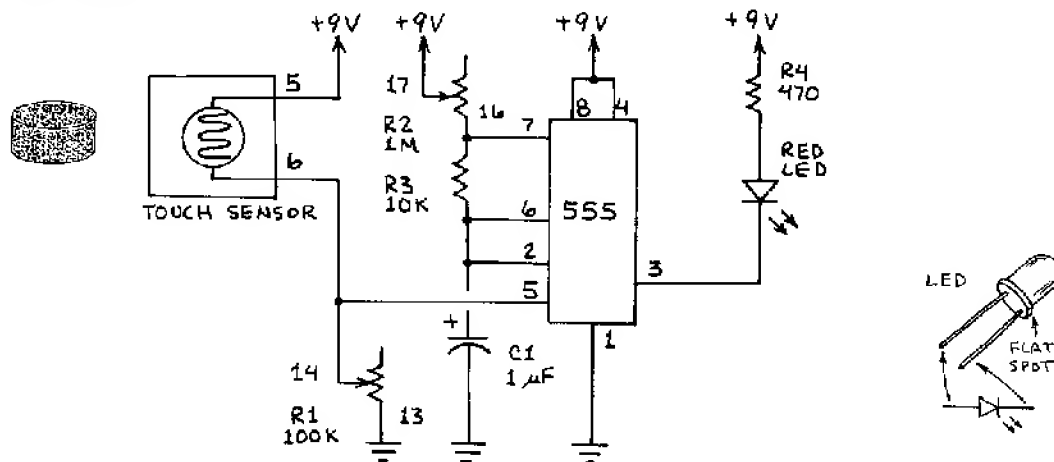 +9V
+9V
+9V
+9V
5
6
TOUCH SENSOR
17
16
R2
1M
R3
10K
7
6
2
5
8
4
555
3
1
R4
470
RED
LED
+
C1
1 µF
14
13
R1
100K
LED
FLAT
SPOT